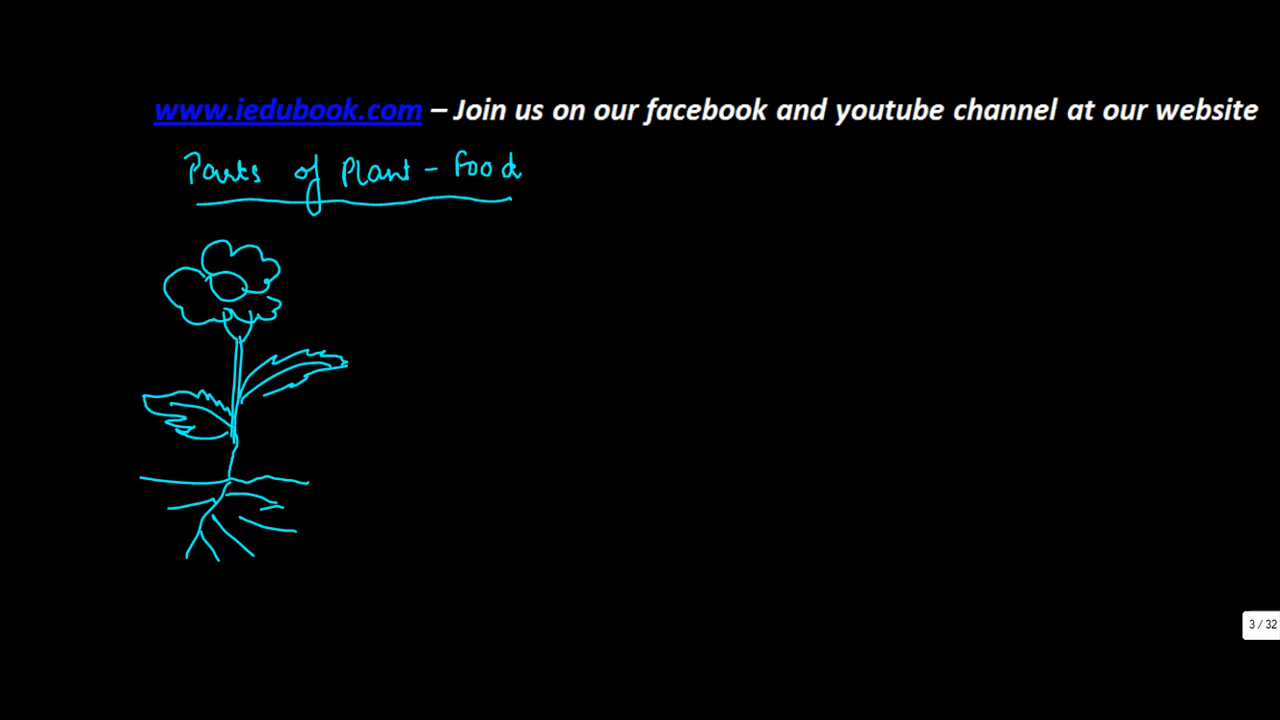 www.iedubook.com – Join us on our facebook and youtube channel at our website
Parts of Plant - Food
3 / 32